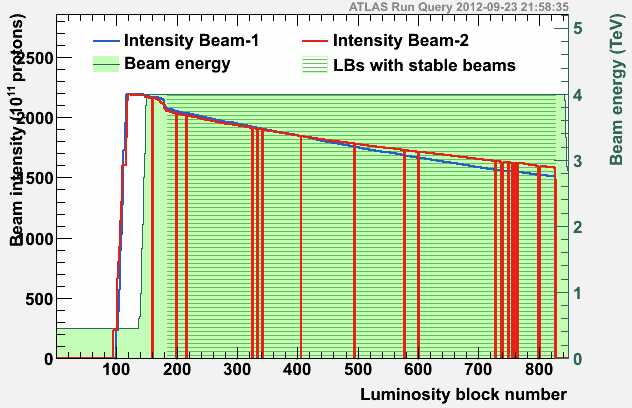 ATLAS Run Query 2012-09-23 21:58:35
Beam intensity (10¹¹ protons)
2500
2000
1500
1000
500
0
Intensity Beam-1
Intensity Beam-2
Beam energy
LBs with stable beams
5
4
3
2
1
0
Beam energy (TeV)
100 200 300 400 500 600 700 800
Luminosity block number